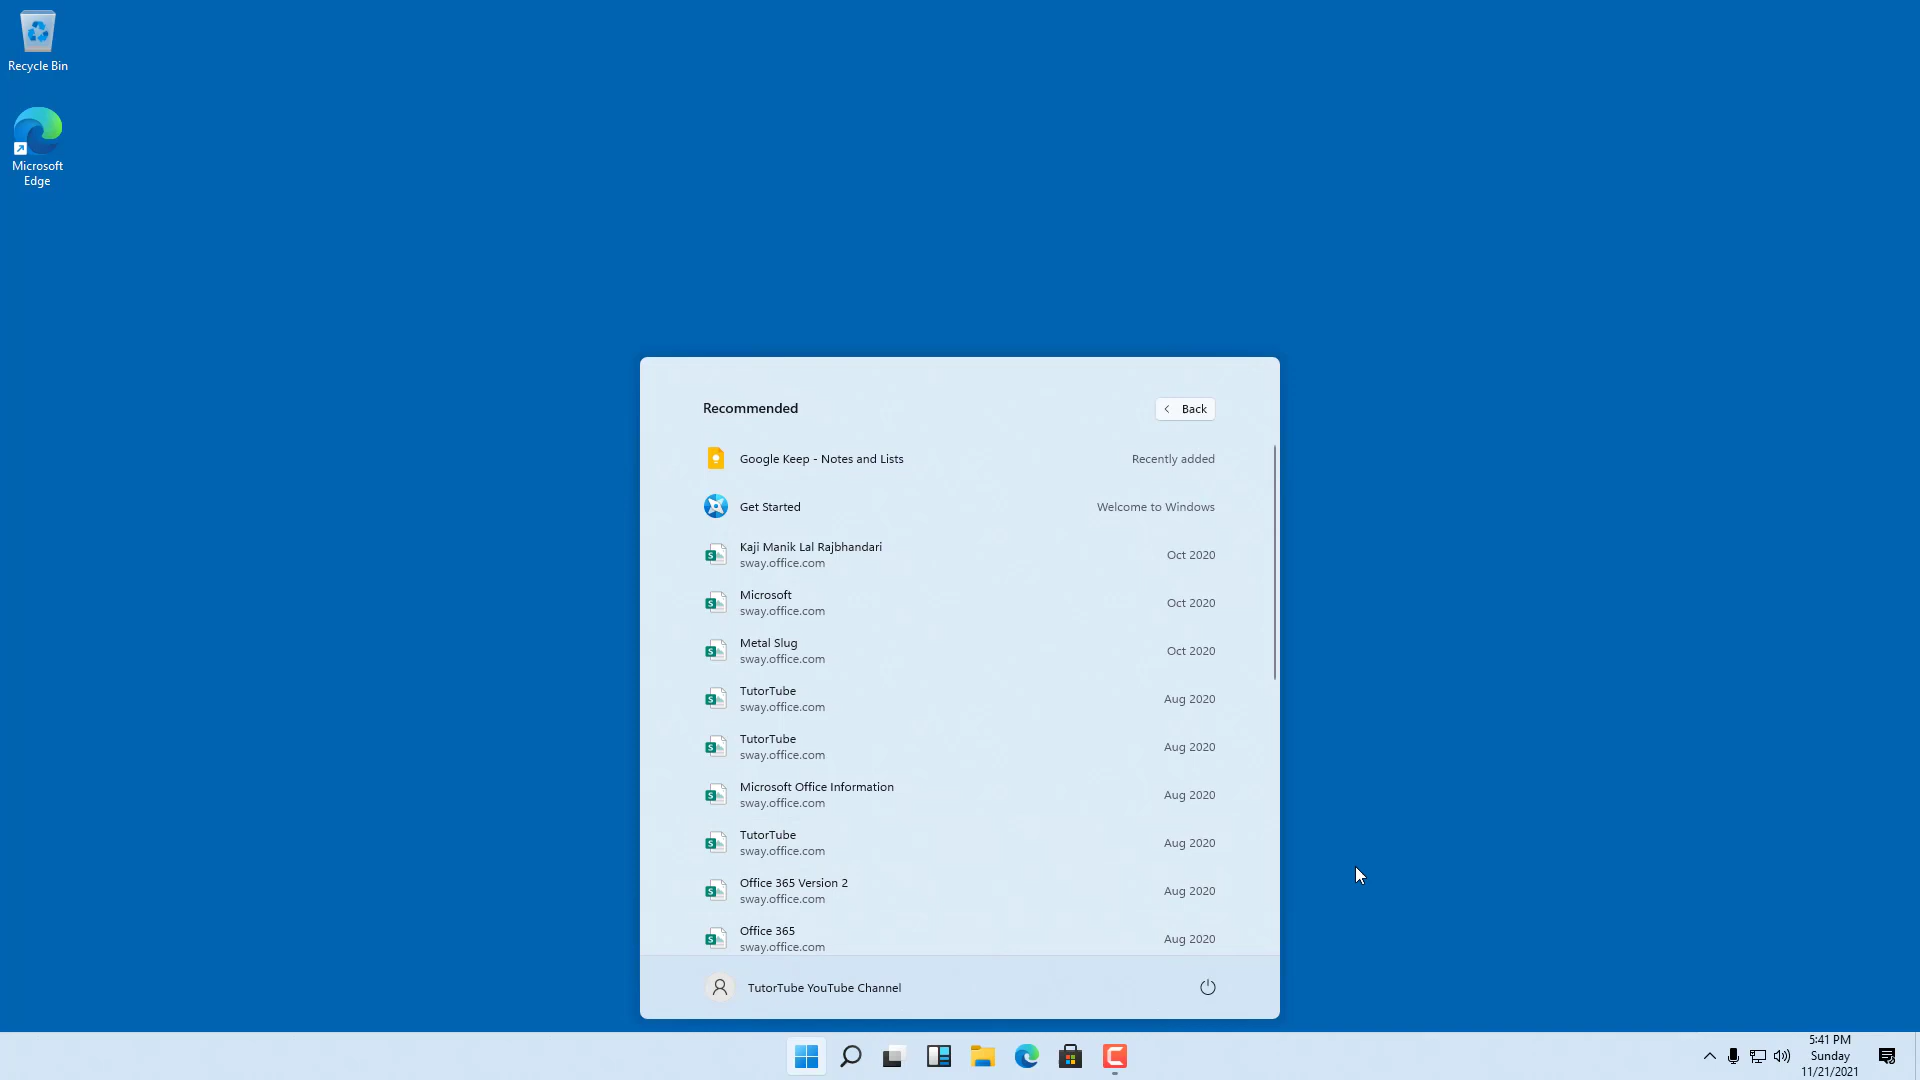 Recycle Bin
Microsoft
Edge
Recommended
Back
Google Keep - Notes and Lists
Recently added
Get Started
Welcome to Windows
Kaji Manik Lal Rajbhandari
sway.office.com
Oct 2020
Microsoft
sway.office.com
Oct 2020
Metal Slug
sway.office.com
Oct 2020
TutorTube
sway.office.com
Aug 2020
TutorTube
sway.office.com
Aug 2020
Microsoft Office Information
sway.office.com
Aug 2020
TutorTube
sway.office.com
Aug 2020
Office 365 Version 2
sway.office.com
Aug 2020
Office 365
sway.office.com
Aug 2020
TutorTube YouTube Channel
5:41 PM
Sunday
11/21/2021